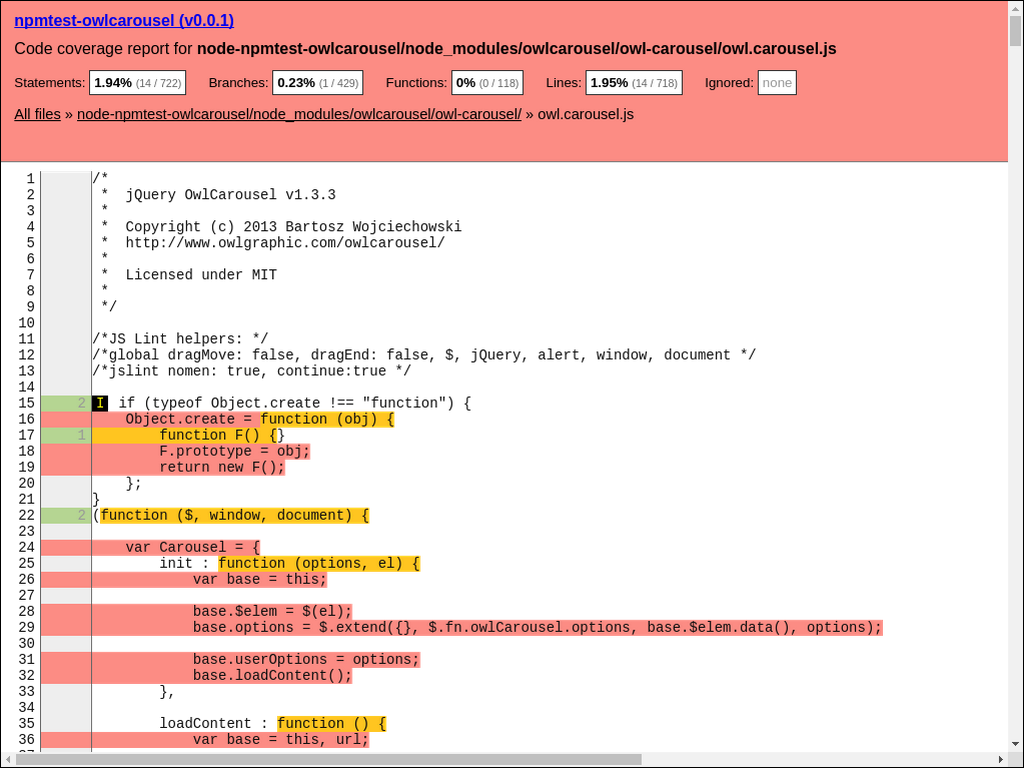 npmtest-owlcarousel (v0.0.1)
Code coverage report for node-npmtest-owlcarousel/node_modules/owlcarousel/owl-carousel/owl.carousel.js
Statements: 1.94% (14 / 722) Branches: 0.23% (1 / 429) Functions: 0% (0 / 118) Lines: 1.95% (14 / 718) Ignored: none
All files » node-npmtest-owlcarousel/node_modules/owlcarousel/owl-carousel/ » owl.carousel.js
1 /*
2  *  jQuery OwlCarousel v1.3.3
3  *
4  *  Copyright (c) 2013 Bartosz Wojciechowski
5  *  http://www.owlgraphic.com/owlcarousel/
6  *
7  *  Licensed under MIT
8  *
9  */
10
11 /*JS Lint helpers: */
12 /*global dragMove: false, dragEnd: false, $, jQuery, alert, window, document */
13 /*jslint nomen: true, continue:true */
14
15 2 I if (typeof Object.create !== "function") {
16     Object.create = function (obj) {
17 1         function F() {}
18         F.prototype = obj;
19         return new F();
20     };
21 }
22 2 (function ($, window, document) {
23
24     var Carousel = {
25         init : function (options, el) {
26             var base = this;
27
28             base.$elem = $(el);
29             base.options = $.extend({}, $.fn.owlCarousel.options, base.$elem.data(), options);
30
31             base.userOptions = options;
32             base.loadContent();
33         },
34
35         loadContent : function () {
36             var base = this, url;